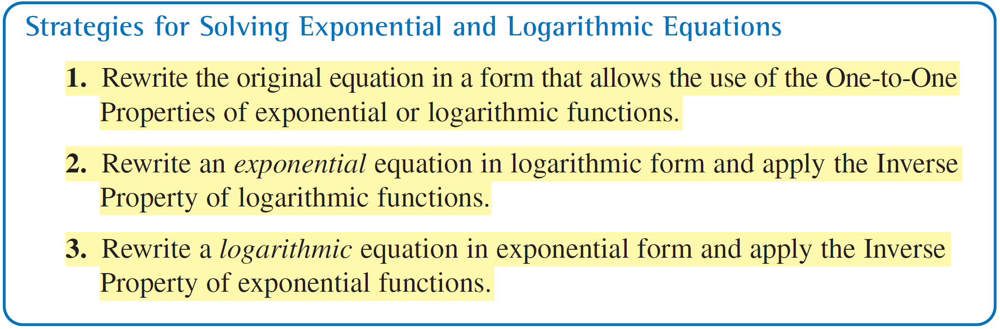 Strategies for Solving Exponential and Logarithmic Equations
1. Rewrite the original equation in a form that allows the use of the One-to-One
Properties of exponential or logarithmic functions.
2. Rewrite an exponential equation in logarithmic form and apply the Inverse
Property of logarithmic functions.
3. Rewrite a logarithmic equation in exponential form and apply the Inverse
Property of exponential functions.